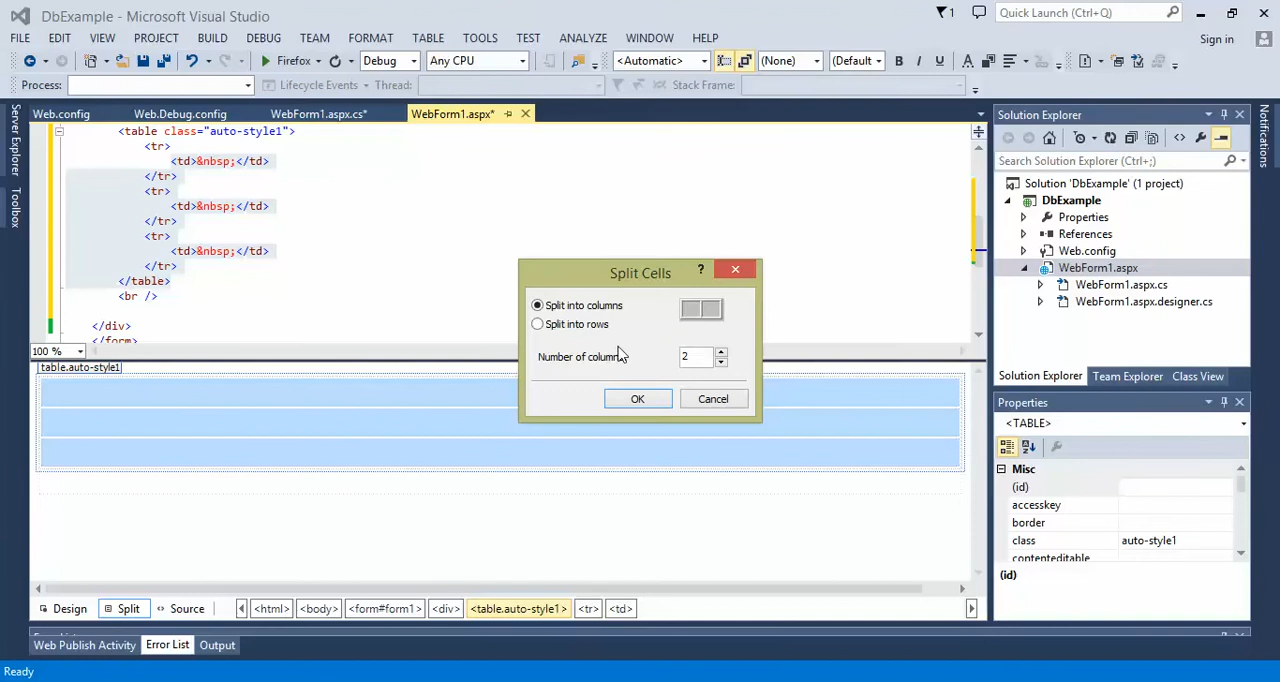 DbExample - Microsoft Visual Studio
1
Quick Launch (Ctrl+Q)
FILE EDIT VIEW PROJECT BUILD DEBUG TEAM FORMAT TABLE TOOLS TEST ANALYZE WINDOW HELP
Sign in
Firefox Debug Any CPU <Automatic> (None) (Default B I U A
Process: Lifecycle Events Thread: Stack Frame:
Server Explorer
Toolbox
Web.config Web.Debug.config WebForm1.aspx.cs* WebForm1.aspx*
<table class="auto-style1">
<tr>
<td>&nbsp;</td>
</tr>
<tr>
<td>&nbsp;</td>
</tr>
<tr>
<td>&nbsp;</td>
</tr>
</table>
<br />
</div>
</form>
100 %
table.auto-style1
Split Cells
?
Split into columns
Split into rows
Number of column
2
OK Cancel
Design Split Source <html> <body> <form#form1> <div> <table.auto-style1> <tr> <td>
Web Publish Activity Error List Output
Ready
Solution Explorer
Search Solution Explorer (Ctrl+;)
Solution 'DbExample' (1 project)
DbExample
Properties
References
Web.config
WebForm1.aspx
WebForm1.aspx.cs
WebForm1.aspx.designer.cs
Solution Explorer Team Explorer Class View
Properties
<TABLE>
Misc
(id)
accesskey
border
class auto-style1
contenteditable
(id)
Notifications